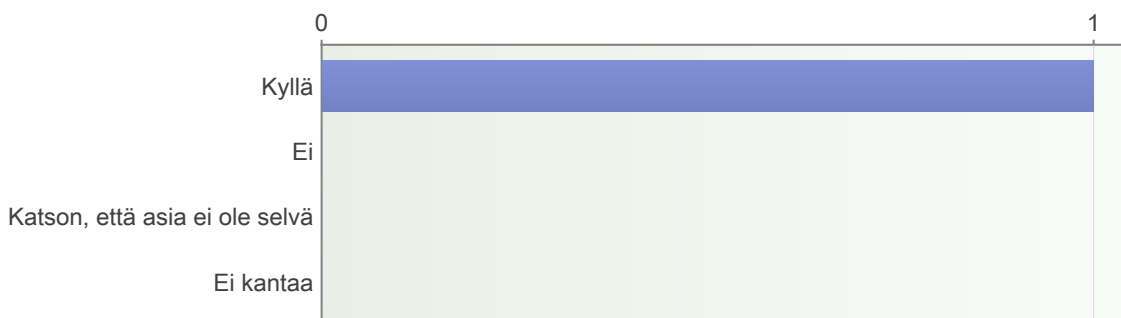 0 1
Kyllä
Ei
Katson, että asia ei ole selvä
Ei kantaa